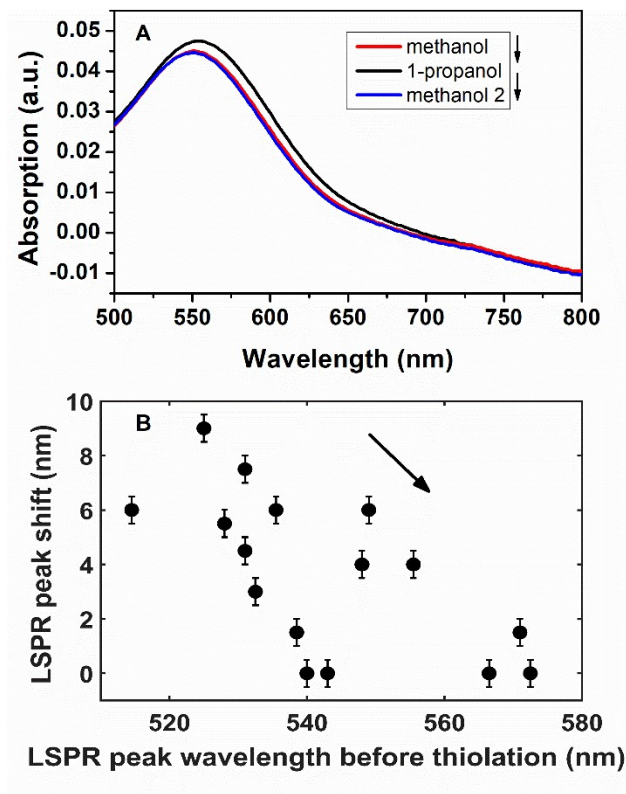 A
methanol
1-propanol
methanol 2
Absorption (a.u.)
0.05
0.04
0.03
0.02
0.01
0.00
-0.01
500 550 600 650 700 750 800
Wavelength (nm)
B
LSPR peak shift (nm)
10
8
6
4
2
0
520 540 560 580
LSPR peak wavelength before thiolation (nm)